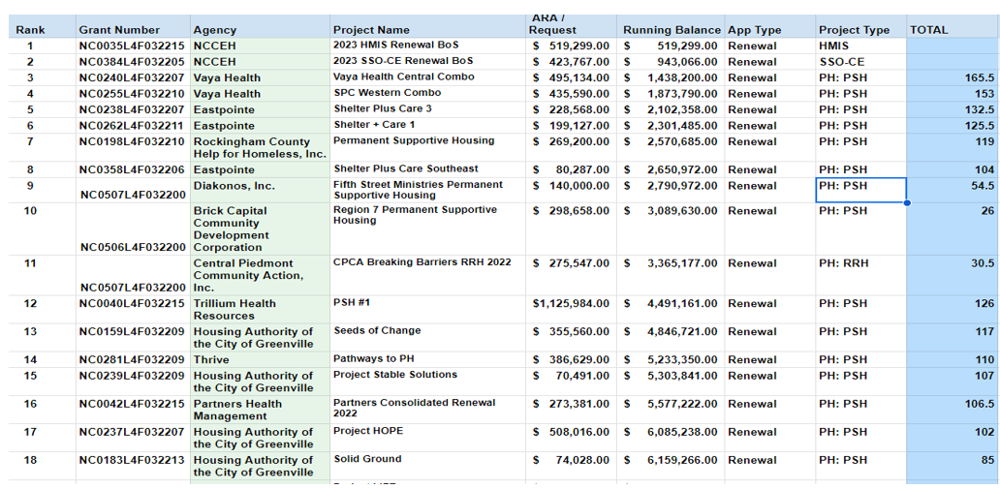 ARA /
Rank Grant Number Agency Project Name Request Running Balance App Type Project Type TOTAL
1 NC0035L4F032215 NCCEH 2023 HMIS Renewal BoS $ 519,299.00 $ 519,299.00 Renewal HMIS
2 NC0384L4F032205 NCCEH 2023 SSO-CE Renewal BoS $ 423,767.00 $ 943,066.00 Renewal SSO-CE
3 NC0240L4F032207 Vaya Health Vaya Health Central Combo $ 495,134.00 $ 1,438,200.00 Renewal PH: PSH 165.5
4 NC0255L4F032210 Vaya Health SPC Western Combo $ 435,590.00 $ 1,873,790.00 Renewal PH: PSH 153
5 NC0238L4F032207 Eastpointe Shelter Plus Care 3 $ 228,568.00 $ 2,102,358.00 Renewal PH: PSH 132.5
6 NC0262L4F032211 Eastpointe Shelter + Care 1 $ 199,127.00 $ 2,301,485.00 Renewal PH: PSH 125.5
7 NC0198L4F032210 Rockingham County Permanent Supportive Housing $ 269,200.00 $ 2,570,685.00 Renewal PH: PSH 119
Help for Homeless, Inc.
8 NC0358L4F032206 Eastpointe Shelter Plus Care Southeast $ 80,287.00 $ 2,650,972.00 Renewal PH: PSH 104
9 Diakonos, Inc. Fifth Street Ministries Permanent $ 140,000.00 $ 2,790,972.00 Renewal PH: PSH 54.5
NC0507L4F032200 Supportive Housing
10 Brick Capital Region 7 Permanent Supportive $ 298,658.00 $ 3,089,630.00 Renewal PH: PSH 26
Community Housing
Development
NC0506L4F032200 Corporation
11 Central Piedmont CPCA Breaking Barriers RRH 2022 $ 275,547.00 $ 3,365,177.00 Renewal PH: RRH 30.5
Community Action,
NC0507L4F032200 Inc.
12 NC0040L4F032215 Trillium Health PSH #1 $1,125,984.00 $ 4,491,161.00 Renewal PH: PSH 126
Resources
13 NC0159L4F032209 Housing Authority of Seeds of Change $ 355,560.00 $ 4,846,721.00 Renewal PH: PSH 117
the City of Greenville
14 NC0281L4F032209 Thrive Pathways to PH $ 386,629.00 $ 5,233,350.00 Renewal PH: PSH 110
15 NC0239L4F032209 Housing Authority of Project Stable Solutions $ 70,491.00 $ 5,303,841.00 Renewal PH: PSH 107
the City of Greenville
16 NC0042L4F032215 Partners Health Partners Consolidated Renewal $ 273,381.00 $ 5,577,222.00 Renewal PH: PSH 106.5
Management 2022
17 NC0237L4F032207 Housing Authority of Project HOPE $ 508,016.00 $ 6,085,238.00 Renewal PH: PSH 102
the City of Greenville
18 NC0183L4F032213 Housing Authority of Solid Ground $ 74,028.00 $ 6,159,266.00 Renewal PH: PSH 85
the City of Greenville